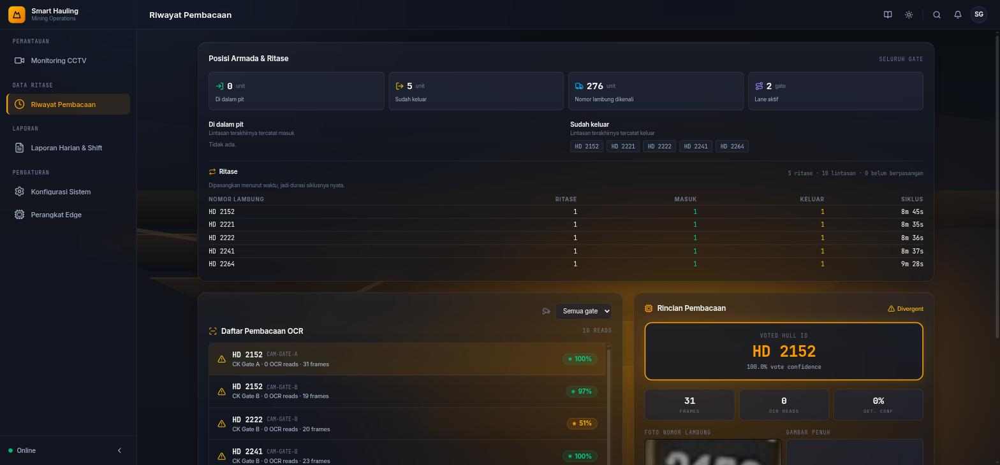 Smart Hauling
Mining Operations
Riwayat Pembacaan
SG
PEMANTAUAN
Monitoring CCTV
DATA RITASE
Riwayat Pembacaan
LAPORAN
Laporan Harian & Shift
PENGATURAN
Konfigurasi Sistem
Perangkat Edge
Online
Posisi Armada & Ritase
SELURUH GATE
0 unit
Di dalam pit
5 unit
Sudah keluar
276 unit
Nomor lambung dikenali
2 gate
Lane aktif
Di dalam pit
Lintasan terakhirnya tercatat masuk
Tidak ada.
Sudah keluar
Lintasan terakhirnya tercatat keluar
HD 2152 HD 2221 HD 2222 HD 2241 HD 2264
Ritase
5 ritase · 10 lintasan · 0 belum berpasangan
Dipasangkan menurut waktu, jadi durasi siklusnya nyata.
NOMOR LAMBUNG RITASE MASUK KELUAR SIKLUS
HD 2152 1 1 1 8m 45s
HD 2221 1 1 1 8m 35s
HD 2222 1 1 1 8m 36s
HD 2241 1 1 1 8m 37s
HD 2264 1 1 1 9m 28s
Semua gate
Daftar Pembacaan OCR
10 READS
HD 2152 CAM-GATE-A
CK Gate A · 0 OCR reads · 31 frames
100%
HD 2152 CAM-GATE-B
CK Gate B · 0 OCR reads · 19 frames
97%
HD 2222 CAM-GATE-B
CK Gate B · 0 OCR reads · 20 frames
51%
HD 2241 CAM-GATE-B
CK Gate B · 0 OCR reads · 23 frames
100%
Rincian Pembacaan
Divergent
VOTED HULL ID
HD 2152
100.0% vote confidence
31
FRAMES
0
OCR READS
0%
DET. CONF
FOTO NOMOR LAMBUNG
GAMBAR PENUH